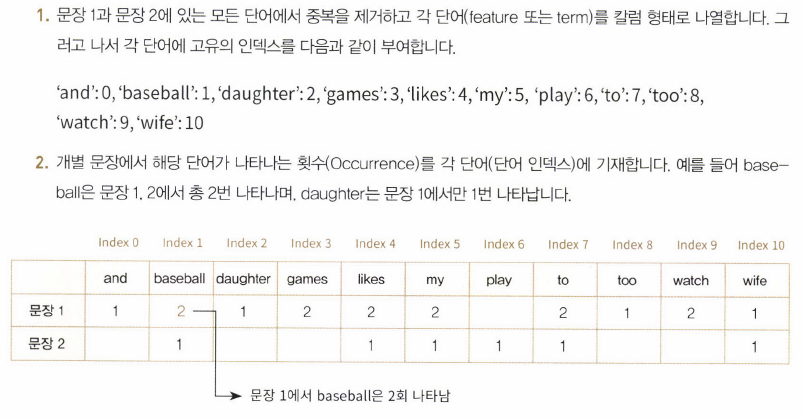 1. 문장 1과 문장 2에 있는 모든 단어에서 중복을 제거하고 각 단어(feature 또는 term)를 칼럼 형태로 나열합니다. 그
러고 나서 각 단어에 고유의 인덱스를 다음과 같이 부여합니다.
‘and’: 0, ‘baseball’: 1, ‘daughter’: 2, ‘games’: 3, ‘likes’: 4, ‘my’: 5, ‘play’: 6, ‘to’: 7, ‘too’: 8,
‘watch’: 9, ‘wife’: 10
2. 개별 문장에서 해당 단어가 나타나는 횟수(Occurrence)를 각 단어(단어 인덱스)에 기재합니다. 예를 들어 base-
ball은 문장 1, 2에서 총 2번 나타나며, daughter는 문장 1에서만 1번 나타납니다.
Index 0 Index 1 Index 2 Index 3 Index 4 Index 5 Index 6 Index 7 Index 8 Index 9 Index 10
and baseball daughter games likes my play to too watch wife
문장 1 1 2 1 2 2 2 2 1 2 1
문장 2 1 1 1 1 1 1
문장 1에서 baseball은 2회 나타남